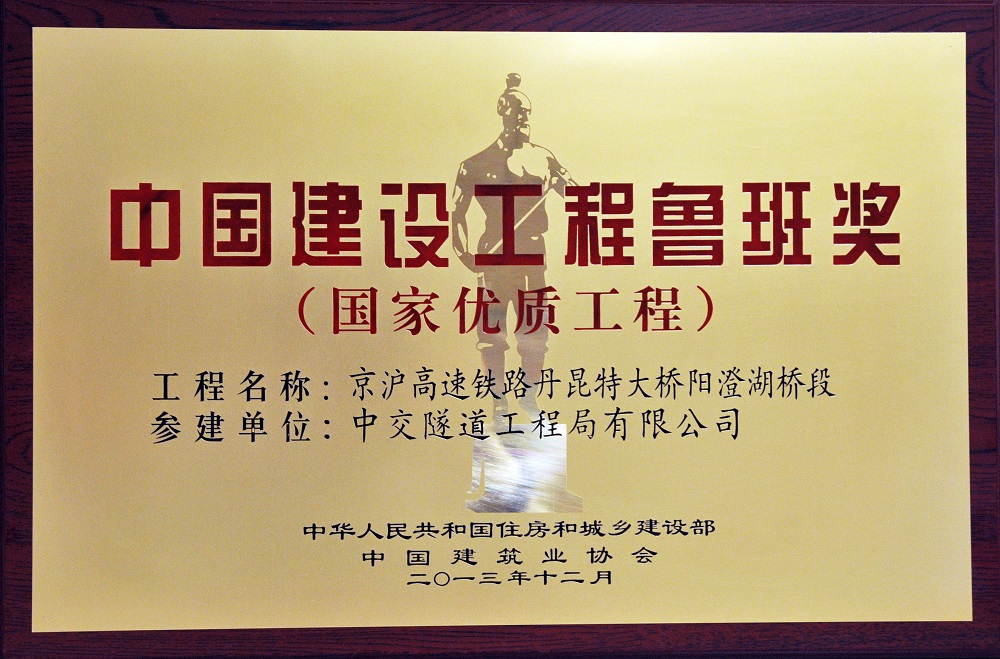 中国建设工程鲁班奖
（国家优质工程）
工程名称：京沪高速铁路丹昆特大桥阳澄湖桥段
参建单位：中交隧道工程局有限公司
中华人民共和国住房和城乡建设部
中国建筑业协会
二〇一三年十二月